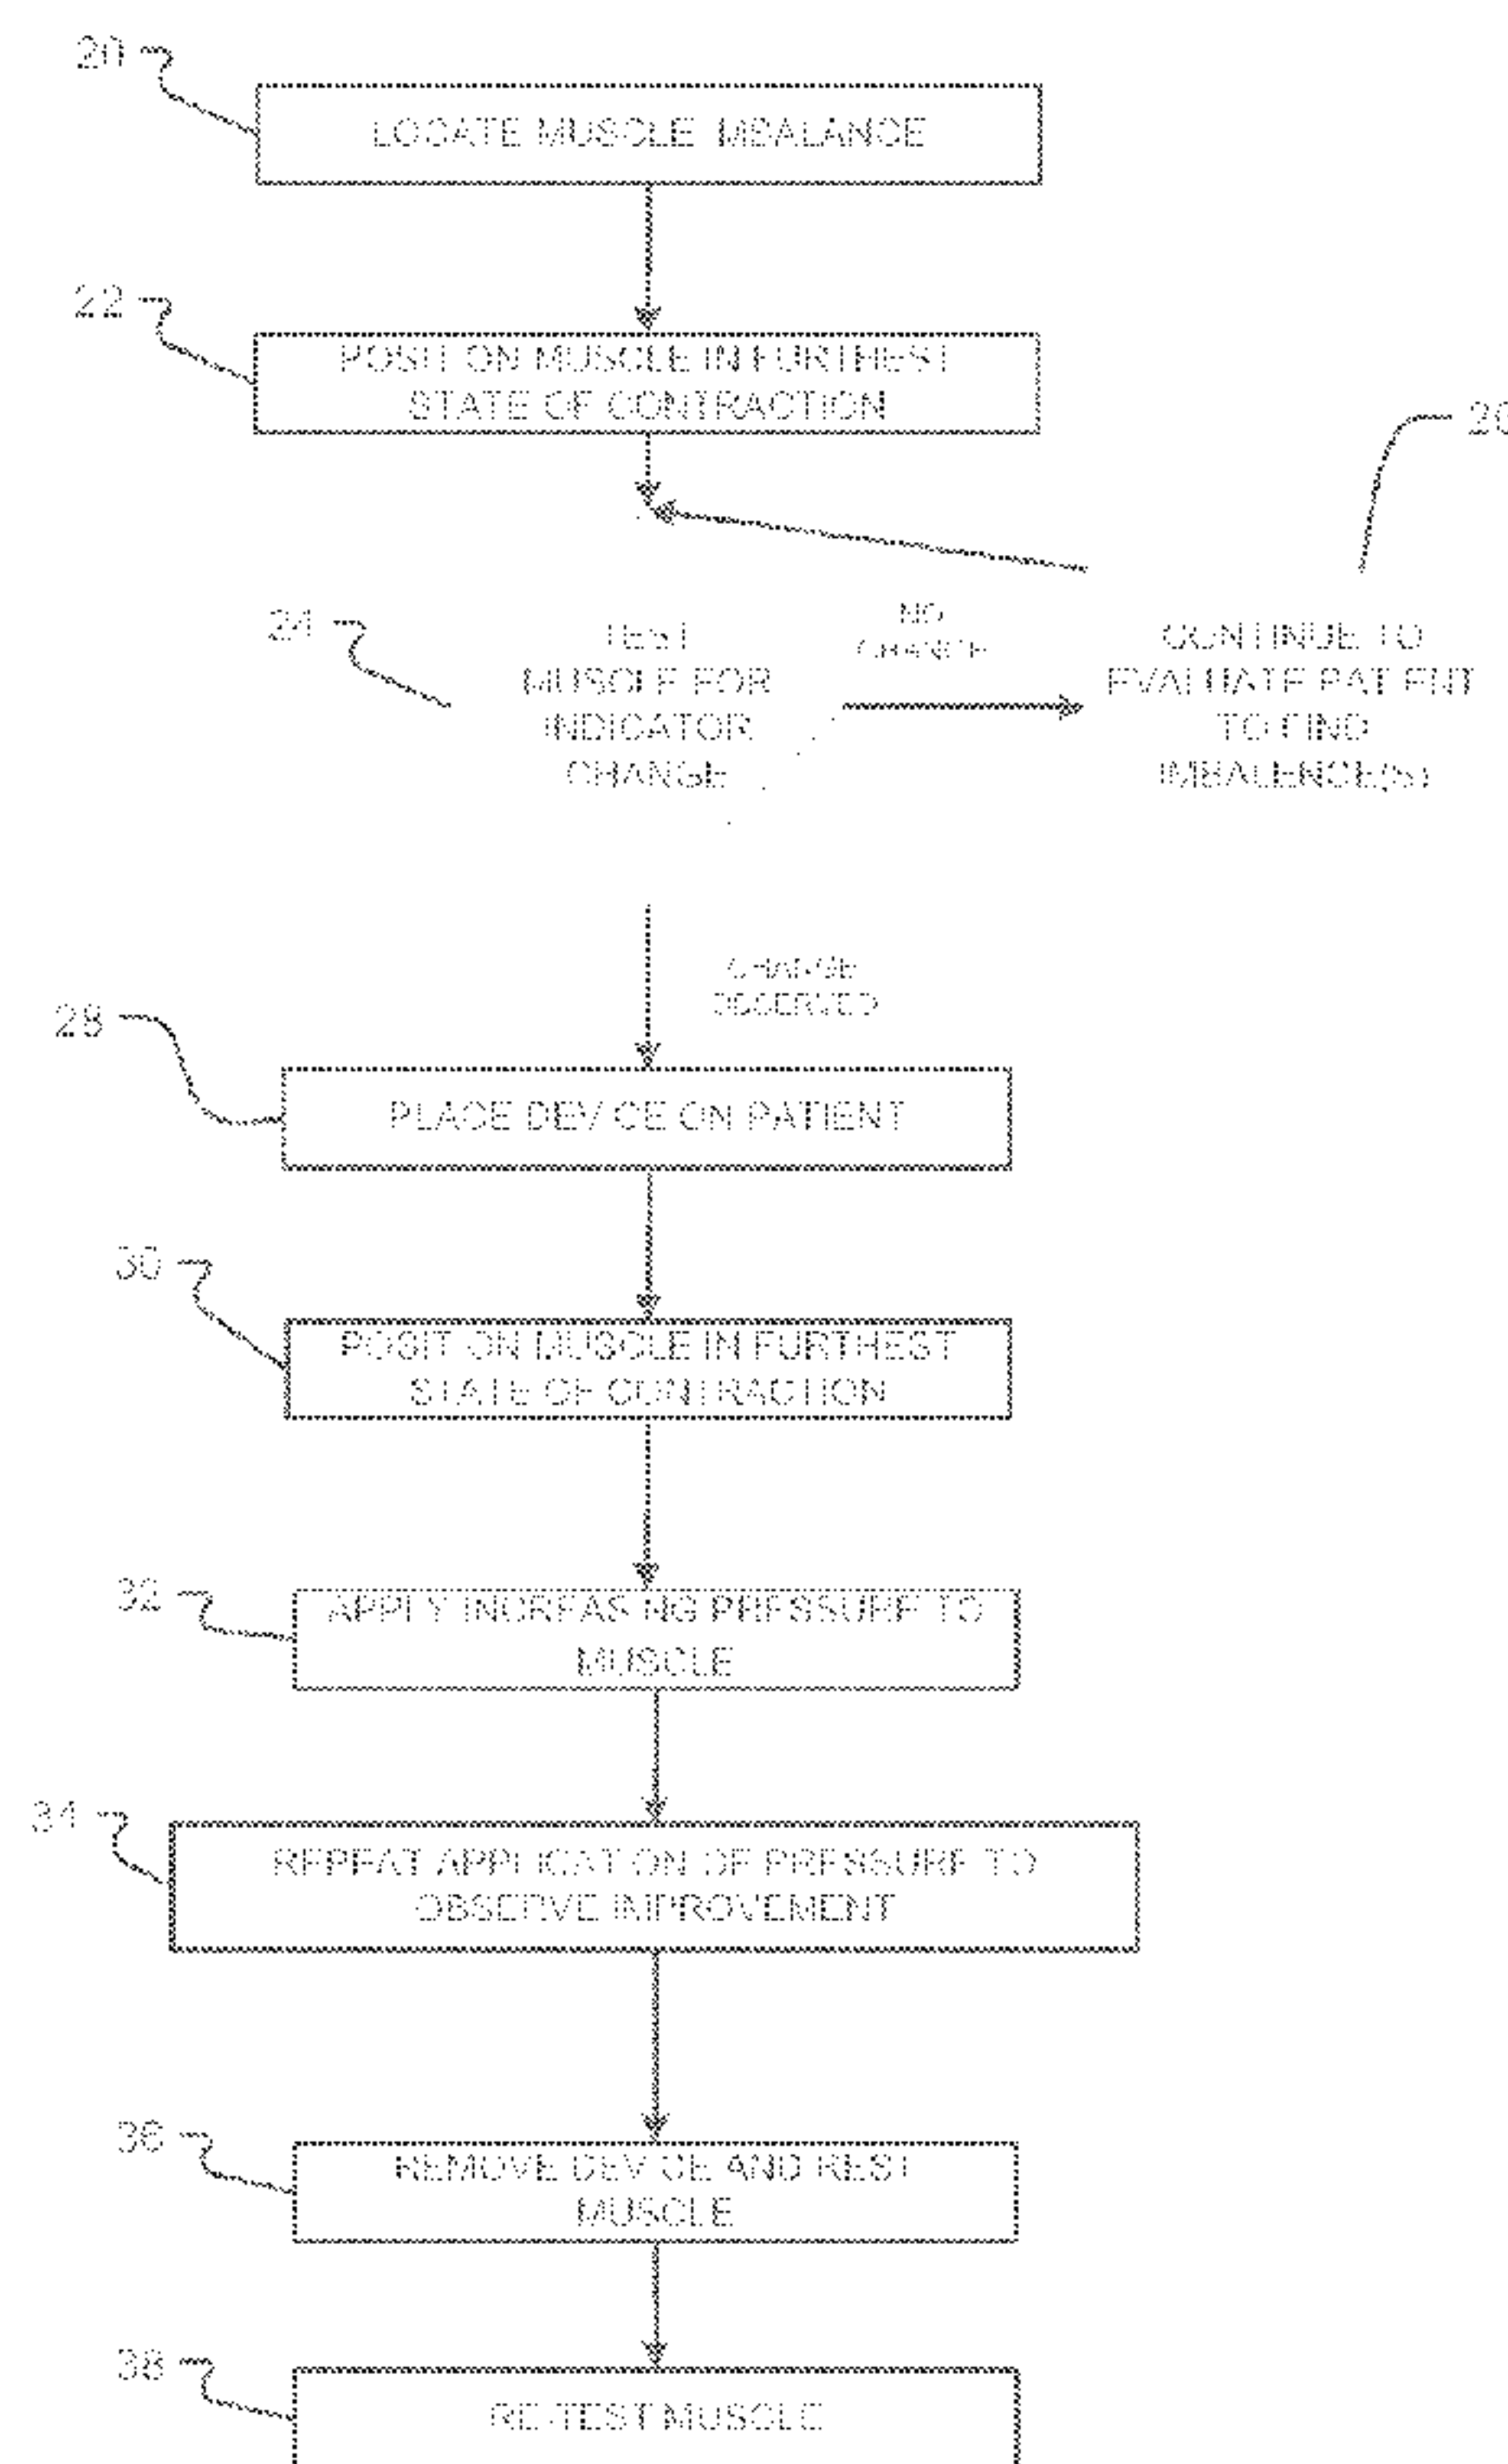 20
LOCATE MUSCLE IMBALANCE
22
POSITION MUSCLE IN FURTHEST
STATE OF CONTRACTION
24
TEST
MUSCLE FOR
INDICATOR
CHANGE
NO
CHANGE
CONTINUE TO
EVALUATE PATIENT
TO FIND
IMBALENCE(S)
CHANGE
OBSERVED
28
PLACE DEVICE ON PATIENT
30
POSITION MUSCLE IN FURTHEST
STATE OF CONTRACTION
32
APPLY INCREASING PRESSURE TO
MUSCLE
34
REPEAT APPLICATION OF PRESSURE TO
OBSERVE IMPROVEMENT
36
REMOVE DEVICE AND REST
MUSCLE
38
RE-TEST MUSCLE